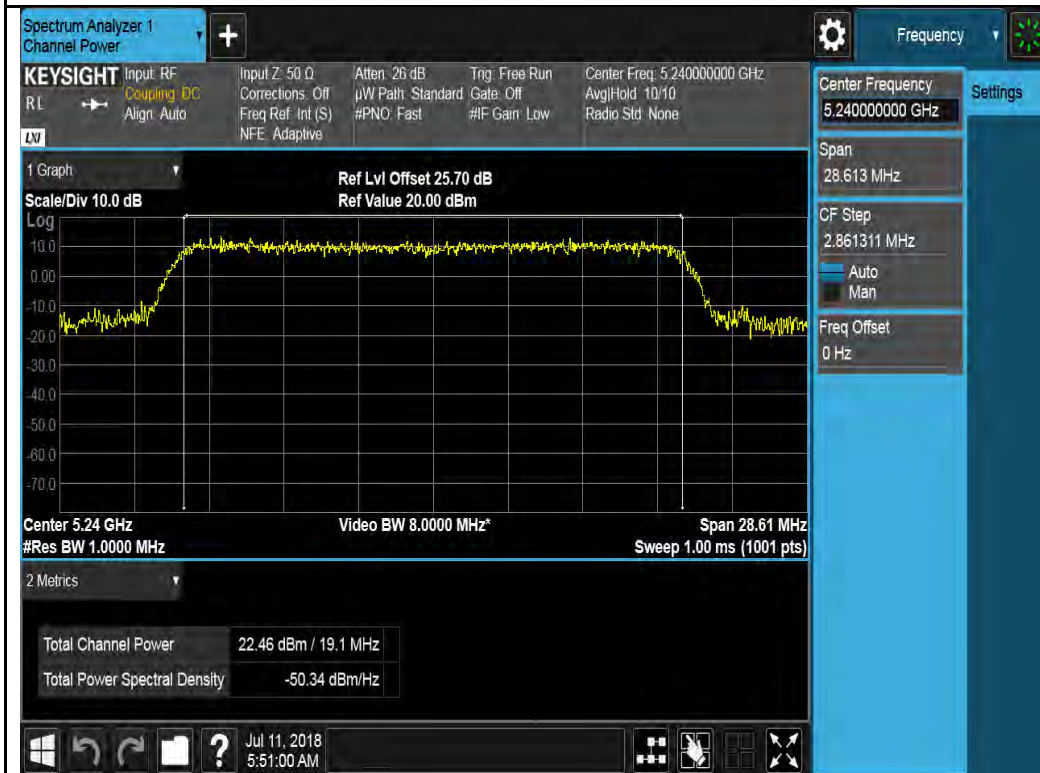 Spectrum Analyzer 1
Channel Power
+
Frequency
KEYSIGHT
RL
LXI
Input: RF
Coupling: DC
Align: Auto
Input Z: 50 Ω
Corrections: Off
Freq Ref: Int (S)
NFE: Adaptive
Atten: 26 dB
µW Path: Standard
#PNO: Fast
Trig: Free Run
Gate: Off
#IF Gain: Low
Center Freq: 5.240000000 GHz
Avg|Hold: 10/10
Radio Std: None
Center Frequency
5.240000000 GHz
Settings
Span
28.613 MHz
CF Step
2.861311 MHz
Auto
Man
Freq Offset
0 Hz
1 Graph
Scale/Div 10.0 dB
Ref Lvl Offset 25.70 dB
Ref Value 20.00 dBm
Log
10.0
0.00
-10.0
-20.0
-30.0
-40.0
-50.0
-60.0
-70.0
Center 5.24 GHz
#Res BW 1.0000 MHz
Video BW 8.0000 MHz*
Span 28.61 MHz
Sweep 1.00 ms (1001 pts)
2 Metrics
Total Channel Power 22.46 dBm / 19.1 MHz
Total Power Spectral Density -50.34 dBm/Hz
?
Jul 11, 2018
5:51:00 AM